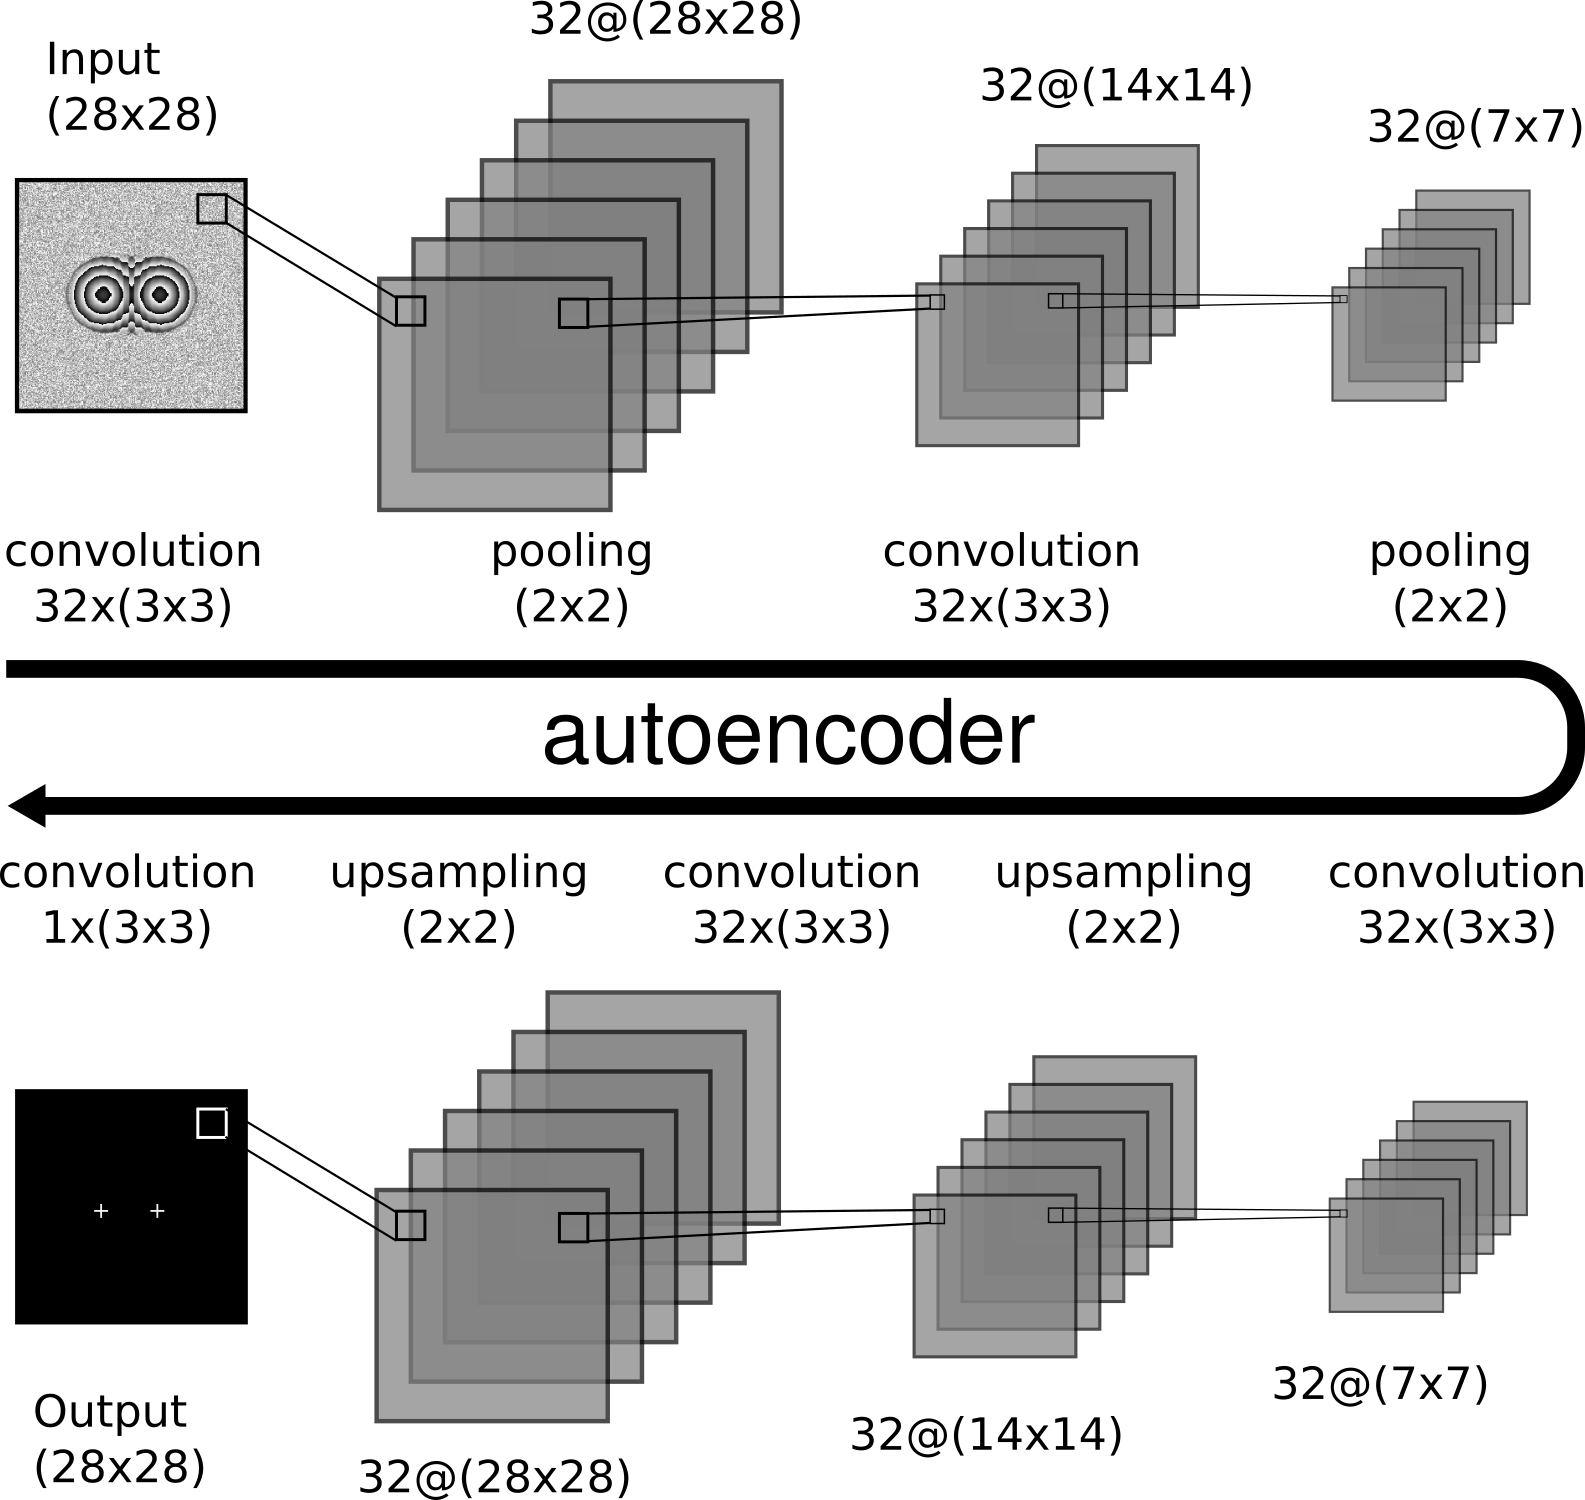 32@(28x28)
Input
(28x28)
32@(14x14)
32@(7x7)
convolution
32x(3x3)
pooling
(2x2)
convolution
32x(3x3)
pooling
(2x2)
autoencoder
convolution
1x(3x3)
upsampling
(2x2)
convolution
32x(3x3)
upsampling
(2x2)
convolution
32x(3x3)
Output
(28x28)
32@(28x28)
32@(14x14)
32@(7x7)